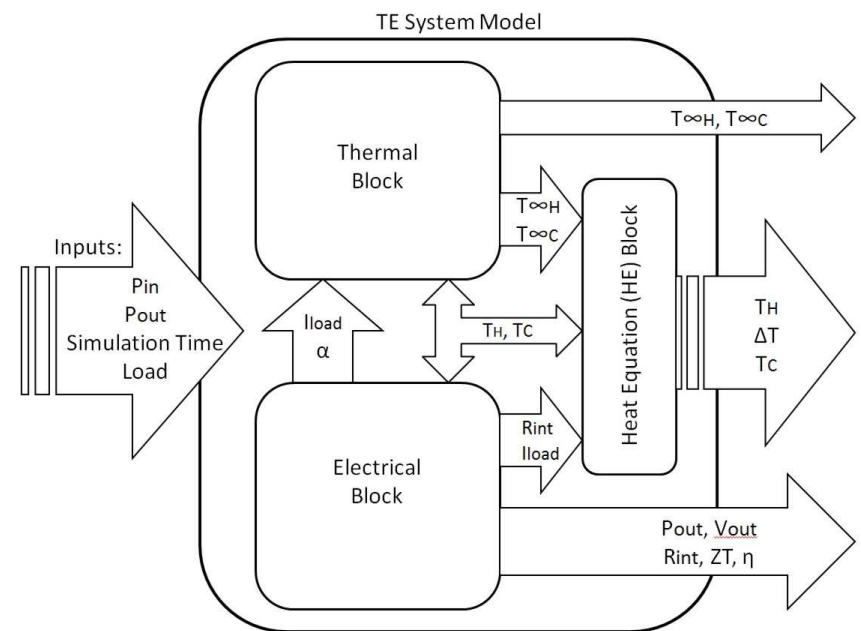 TE System Model
Thermal
Block
T∞H, T∞C
T∞H
T∞C
Inputs:
Pin
Pout
Simulation Time
Load
Iload
α
TH, TC
Heat Equation (HE) Block
TH
ΔT
TC
Electrical
Block
Rint
Iload
Pout, Vout
Rint, ZT, η